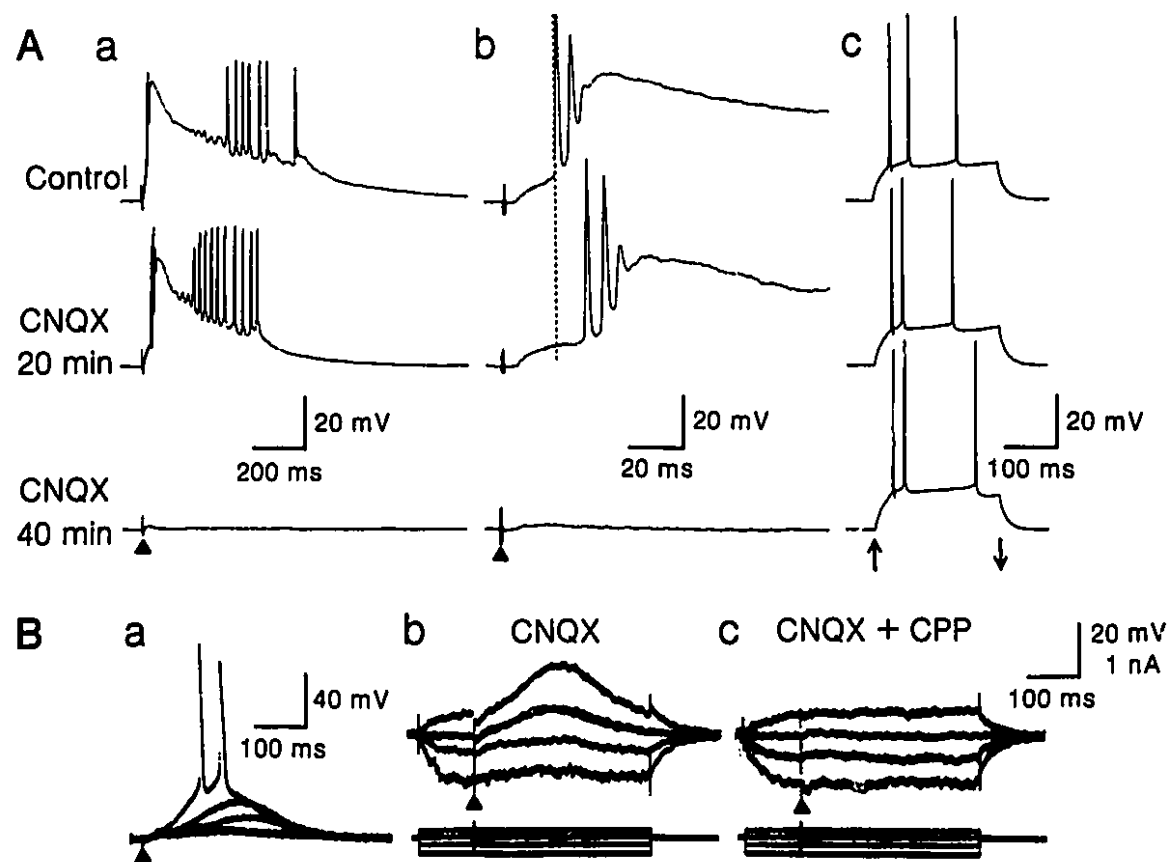 A a b c
Control
CNQX
20 min
20 mV
200 ms
20 mV
20 ms
20 mV
100 ms
CNQX
40 min
B a b CNQX c CNQX + CPP
40 mV
100 ms
20 mV
1 nA
100 ms